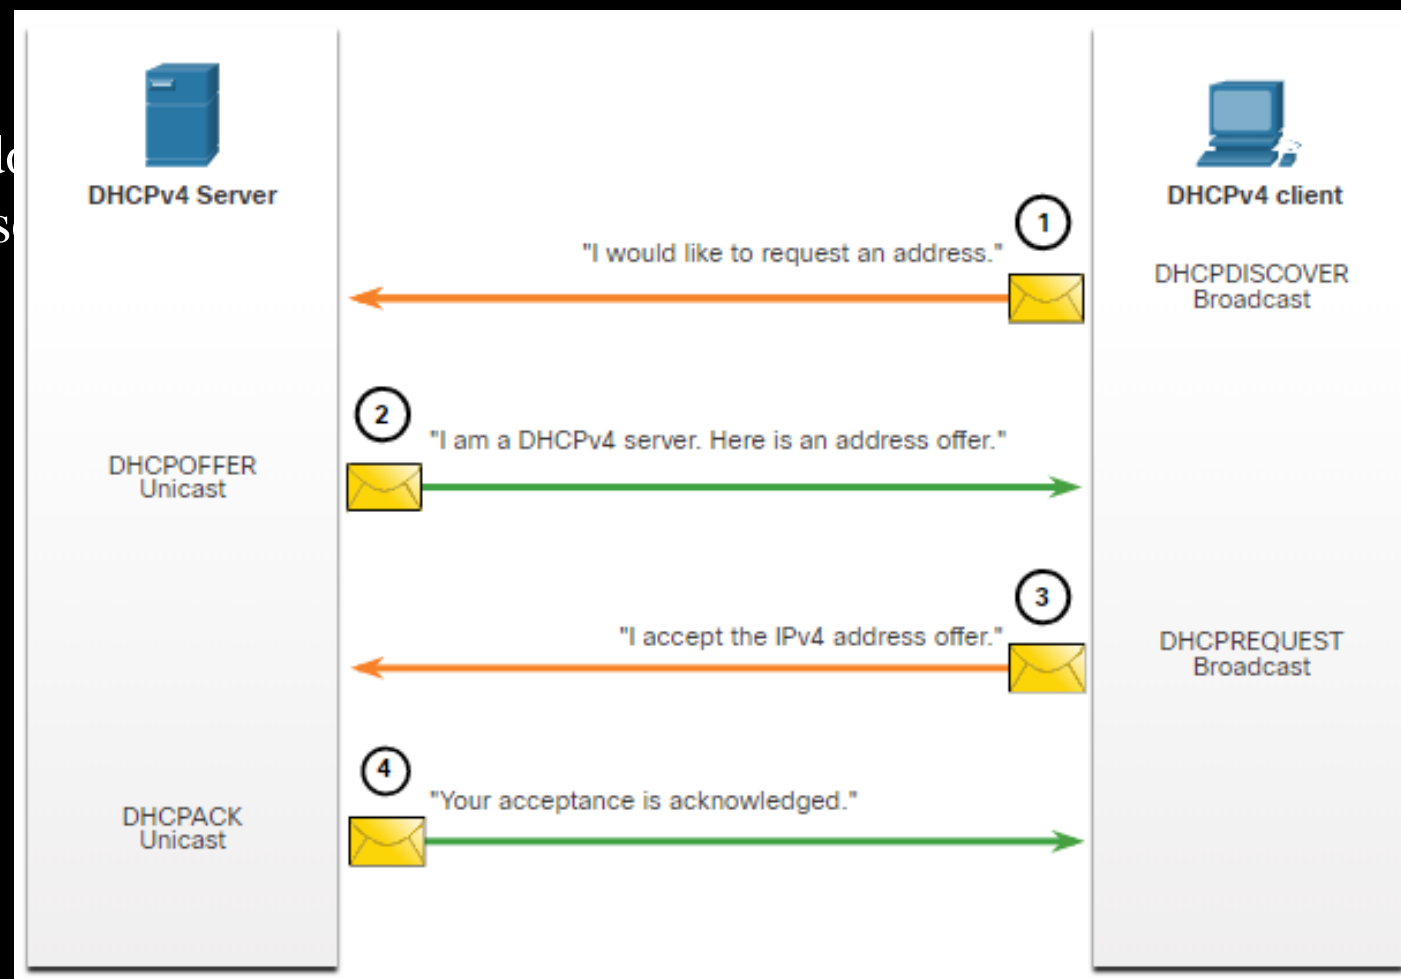 DHCPv4 Server
DHCPv4 client
1
"I would like to request an address."
DHCPDISCOVER
Broadcast
2
"I am a DHCPv4 server. Here is an address offer."
DHCPOFFER
Unicast
3
"I accept the IPv4 address offer."
DHCPREQUEST
Broadcast
4
"Your acceptance is acknowledged."
DHCPACK
Unicast